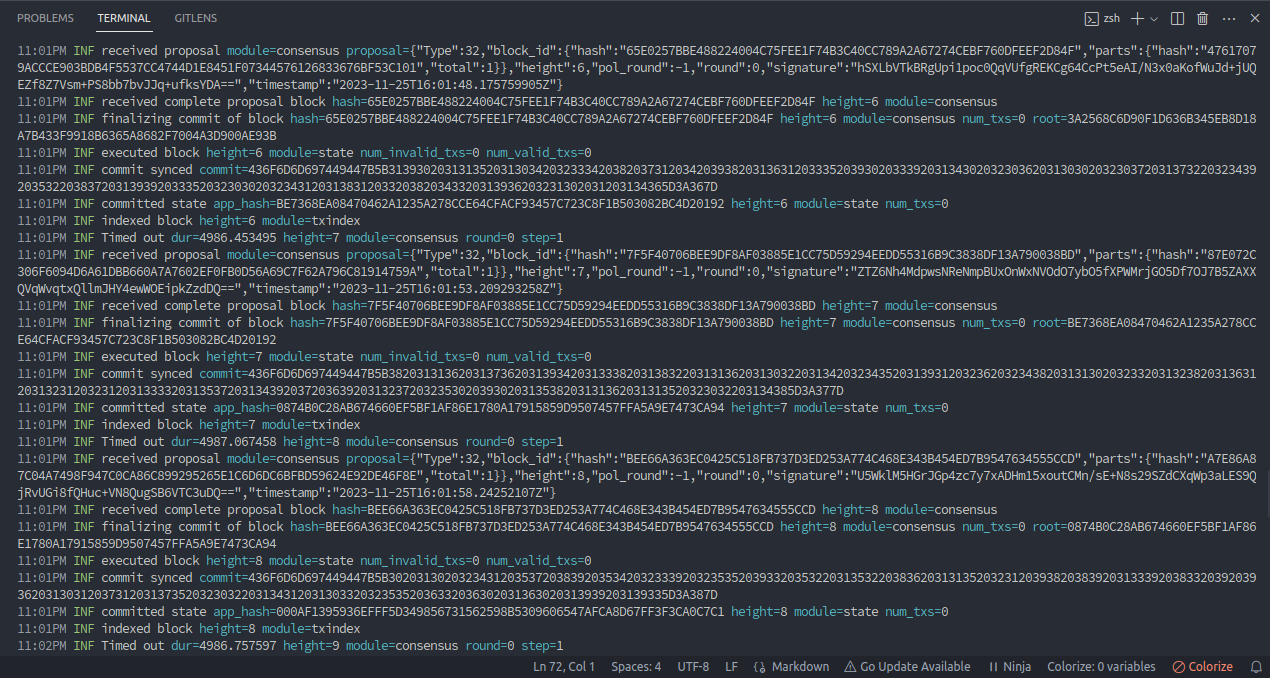 PROBLEMS TERMINAL GITLENS zsh
11:01PM INF received proposal module=consensus proposal={"Type":32,"block_id":{"hash":"65E0257BBE488224004C75FEE1F74B3C40CC789A2A67274CEBF760DFEEF2D84F","parts":{"hash":"4761707
9ACCCE903BDB4F5537CC4744D1E8451F07344576126833676BF53C101","total":1}},"height":6,"pol_round":-1,"round":0,"signature":"hSXLbVTkBRgUpi1poc0QqVUfgREKCg64CcPt5eAI/N3x0aKofWuJd+jUQ
EZf8Z7Vsm+PS8bb7bvJJq+ufksYDA==","timestamp":"2023-11-25T16:01:48.175759905Z"}
11:01PM INF received complete proposal block hash=65E0257BBE488224004C75FEE1F74B3C40CC789A2A67274CEBF760DFEEF2D84F height=6 module=consensus
11:01PM INF finalizing commit of block hash=65E0257BBE488224004C75FEE1F74B3C40CC789A2A67274CEBF760DFEEF2D84F height=6 module=consensus num_txs=0 root=3A2568C6D90F1D636B345EB8D18
A7B433F9918B6365A8682F7004A3D900AE93B
11:01PM INF executed block height=6 module=state num_invalid_txs=0 num_valid_txs=0
11:01PM INF commit synced
11:01PM INF committed state app_hash=BE7368EA08470462A1235A278CCE64CFACF93457C723C8F1B503082BC4D20192 height=6 module=state num_txs=0
11:01PM INF indexed block height=6 module=txindex
11:01PM INF Timed out dur=4986.453495 height=7 module=consensus round=0 step=1
11:01PM INF received proposal module=consensus proposal={"Type":32,"block_id":{"hash":"7F5F40706BEE9DF8AF03885E1CC75D59294EEDD55316B9C3838DF13A790038BD","parts":{"hash":"87E072C
306F6094D6A61DBB660A7A7602EF0FB0D56A69C7F62A796C81914759A","total":1}},"height":7,"pol_round":-1,"round":0,"signature":"ZTZ6Nh4MdpwsNReNmpBUxOnWxNVOdO7ybO5fXPWMrjGO5Df7OJ7B5ZAXX
QVqWvqtxQllmJHY4ewWOEipkZzdDQ==","timestamp":"2023-11-25T16:01:53.209293258Z"}
11:01PM INF received complete proposal block hash=7F5F40706BEE9DF8AF03885E1CC75D59294EEDD55316B9C3838DF13A790038BD height=7 module=consensus
11:01PM INF finalizing commit of block hash=7F5F40706BEE9DF8AF03885E1CC75D59294EEDD55316B9C3838DF13A790038BD height=7 module=consensus num_txs=0 root=BE7368EA08470462A1235A278CC
E64CFACF93457C723C8F1B503082BC4D20192
11:01PM INF executed block height=7 module=state num_invalid_txs=0 num_valid_txs=0
11:01PM INF commit synced
11:01PM INF committed state app_hash=0874B0C28AB674660EF5BF1AF86E1780A17915859D9507457FFA5A9E7473CA94 height=7 module=state num_txs=0
11:01PM INF indexed block height=7 module=txindex
11:01PM INF Timed out dur=4987.067458 height=8 module=consensus round=0 step=1
11:01PM INF received proposal module=consensus proposal={"Type":32,"block_id":{"hash":"BEE66A363EC0425C518FB737D3ED253A774C468E343B454ED7B9547634555CCD","parts":{"hash":"A7E86A8
7C04A7498F947C0CA86C899295265E1C6D6DC6BFBD59624E92DE46F8E","total":1}},"height":8,"pol_round":-1,"round":0,"signature":"U5WklM5HGrJGp4zc7y7xADHm15xoutCMn/sE+N8s29SZdCXqWp3aLES9Q
jRvUGi8fQHuc+VN8QugSB6VTC3uDQ==","timestamp":"2023-11-25T16:01:58.24252107Z"}
11:01PM INF received complete proposal block hash=BEE66A363EC0425C518FB737D3ED253A774C468E343B454ED7B9547634555CCD height=8 module=consensus
11:01PM INF finalizing commit of block hash=BEE66A363EC0425C518FB737D3ED253A774C468E343B454ED7B9547634555CCD height=8 module=consensus num_txs=0 root=0874B0C28AB674660EF5BF1AF86
E1780A17915859D9507457FFA5A9E7473CA94
11:01PM INF executed block height=8 module=state num_invalid_txs=0 num_valid_txs=0
11:01PM INF commit synced
11:01PM INF committed state app_hash=000AF1395936EFFF5D349856731562598B5309606547AFCA8D67FF3F3CA0C7C1 height=8 module=state num_txs=0
11:01PM INF indexed block height=8 module=txindex
11:02PM INF Timed out dur=4986.757597 height=9 module=consensus round=0 step=1
Ln 72, Col 1 Spaces: 4 UTF-8 LF Markdown Go Update Available Ninja Colorize: 0 variables Colorize